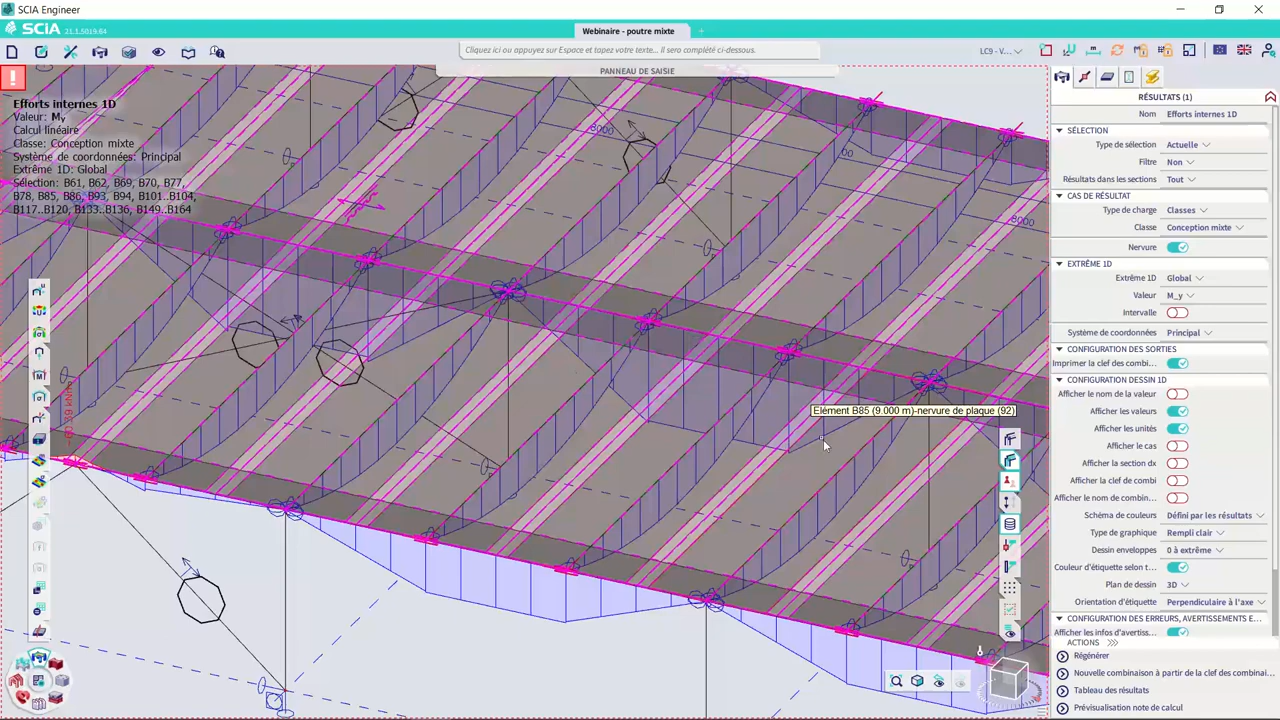 SCIA Engineer
SCIA 21.1.5019.64
Webinaire - poutre mixte
Cliquez ici ou appuyez sur Espace et tapez votre texte... il sero complété ci-dessous.
LC9 - V...
PANNEAU DE SAISIE
Efforts internes 1D
Valeur: My
Calcul linéaire
Classe: Conception mixte
Système de coordonnées: Principal
Extrême 1D: Global
Sélection: B61, B62, B69, B70, B77,
B78, B85, B86, B93, B94, B101..B104,
B117..B120, B133..B136, B149..B164
8000
00
8000
Elément B85 (9.000 m)-nervure de plaque (92)
RÉSULTATS (1)
Nom Efforts internes 1D
SÉLECTION
Type de sélection Actuelle
Filtre Non
Résultats dans les sections Tout
CAS DE RÉSULTAT
Type de charge Classes
Classe Conception mixte
Nervure
EXTRÊME 1D
Extrême 1D Global
Valeur M_y
Intervalle
Système de coordonnées Principal
CONFIGURATION DES SORTIES
Imprimer la clef des combi...
CONFIGURATION DESSIN 1D
Afficher le nom de la valeur
Afficher les valeurs
Afficher les unités
Afficher le cas
Afficher la section dx
Afficher la clef de combi
Afficher le nom de combin...
Schéma de couleurs Défini par les résultats
Type de graphique Rempli clair
Dessin enveloppes 0 à extrême
Couleur d'étiquette selon t...
Plan de dessin 3D
Orientation d'étiquette Perpendiculaire à l'axe
CONFIGURATION DES ERREURS, AVERTISSEMENTS E...
Afficher les infos d'avertiss...
ACTIONS >>>
Régénérer
Nouvelle combinaison à partir de la clef des combinai...
Tableau des résultats
Prévisualisation note de calcul